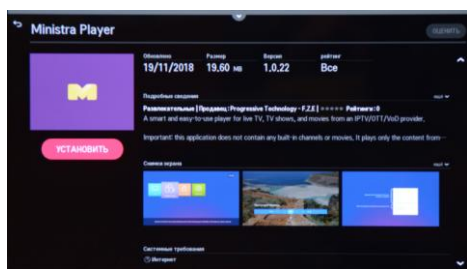 Ministra Player
ОЦЕНИТЬ
Обновлено Размер Версия рейтинг
19/11/2018 19,60 MB 1.0.22 Все
Подробные сведения
ещё
Развлекательные | Продавец : Progressive Technology - F.Z.E | ★★★★★ Рейтинги : 0
A smart and easy-to-use player for live TV, TV shows, and movies from an IPTV/OTT/VoD provider.
Important: this application does not contain any built-in channels or movies, It plays only the content from···
УСТАНОВИТЬ
Снимки экрана
ещё
Системные требования
Интернет